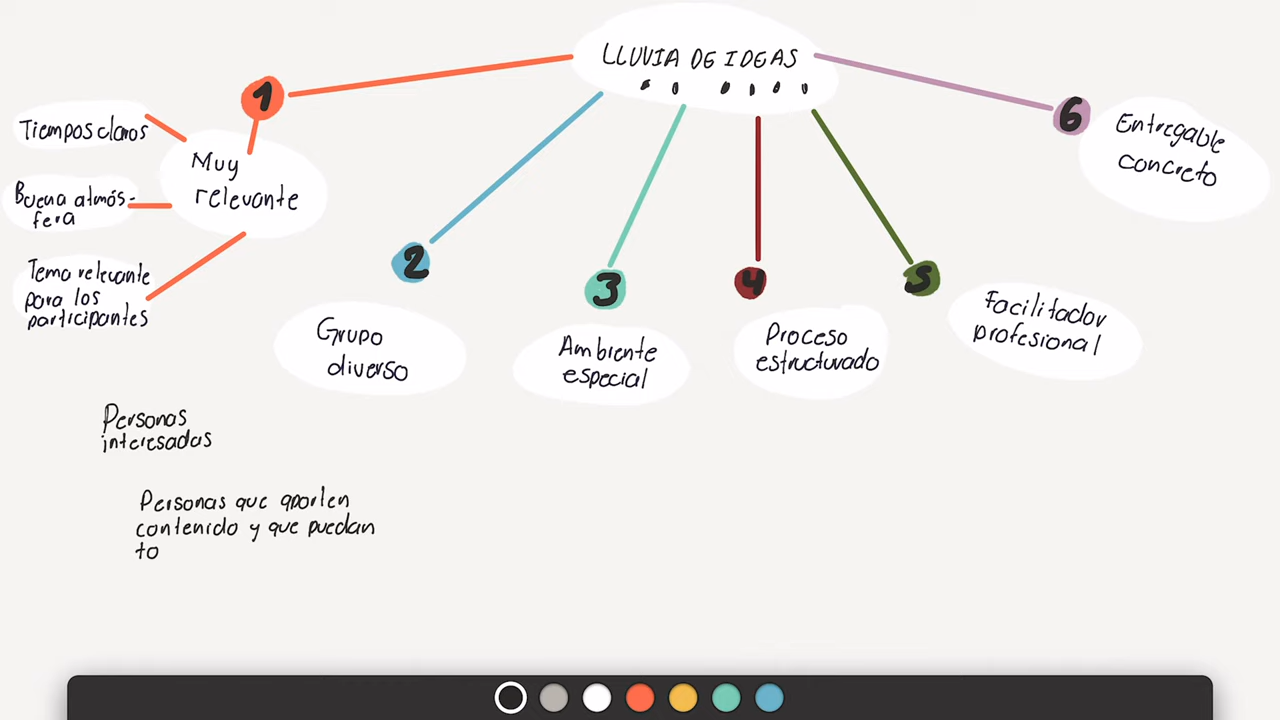 LLUVIA DE IDEAS
1
Muy
relevante
Tiempos claros
Buena atmós-
fera
Tema relevante
para los
participantes
2
Grupo
diverso
Personas
interesadas
Personas que aporten
contenido y que puedan
to
3
Ambiente
especial
4
Proceso
estructurado
5
Facilitador
profesional
6
Entregable
concreto